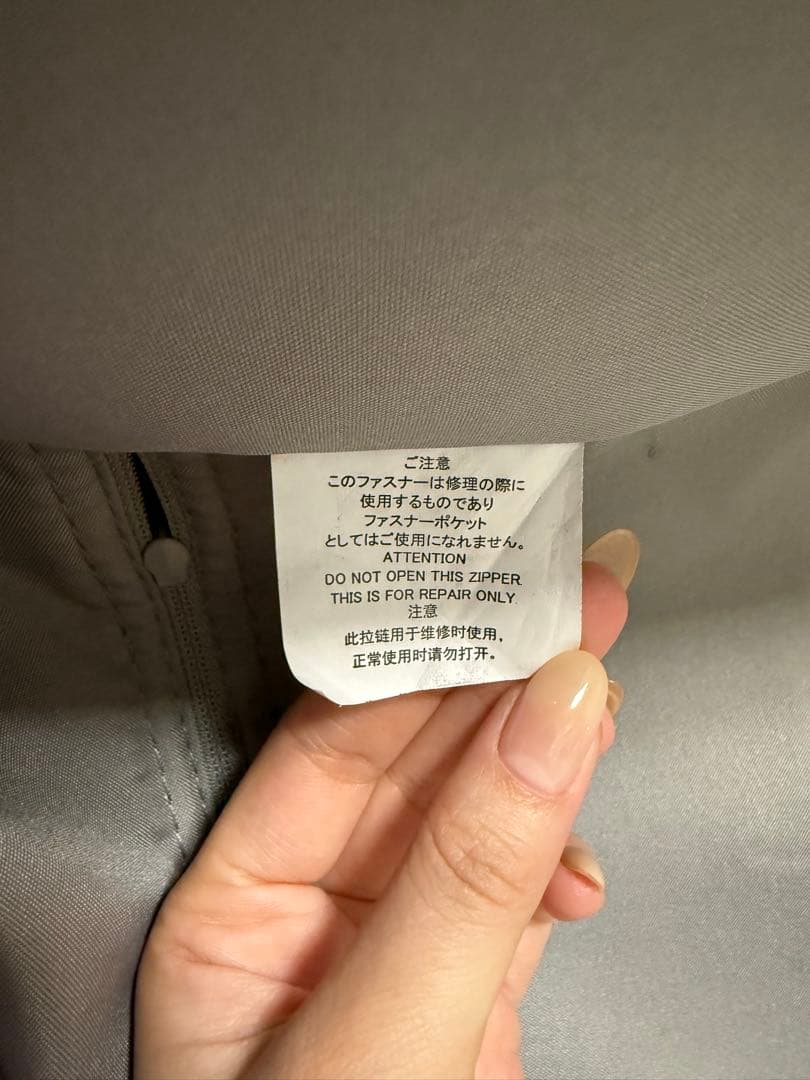 ご注意
このファスナーは修理の際に
使用するものであり
ファスナーポケット
としてはご使用になれません。
ATTENTION
DO NOT OPEN THIS ZIPPER.
THIS IS FOR REPAIR ONLY.
注意
此拉链用于维修时使用，
正常使用时请勿打开。